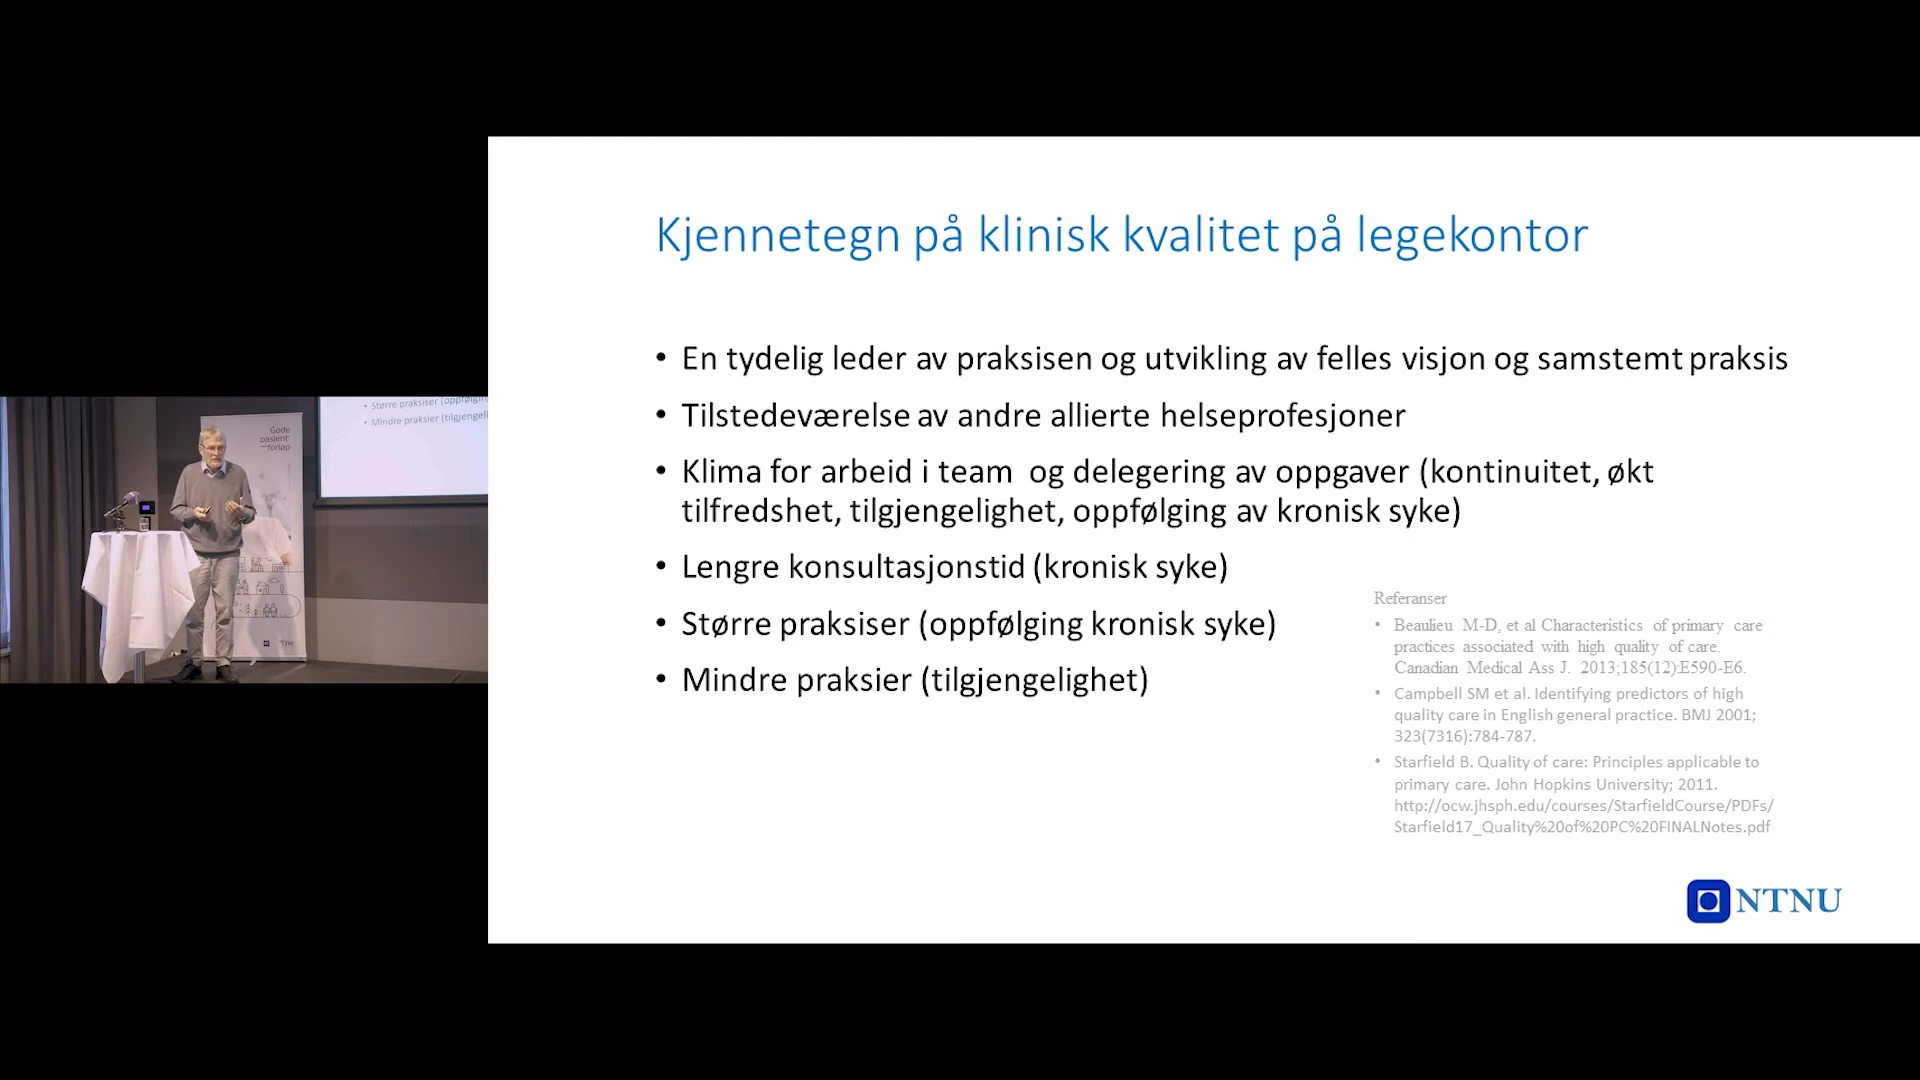 Kjennetegn på klinisk kvalitet på legekontor
• En tydelig leder av praksisen og utvikling av felles visjon og samstemt praksis
• Tilstedeværelse av andre allierte helseprofesjoner
• Klima for arbeid i team og delegering av oppgaver (kontinuitet, økt
tilfredshet, tilgjengelighet, oppfølging av kronisk syke)
• Lengre konsultasjonstid (kronisk syke)
• Større praksiser (oppfølging kronisk syke)
• Mindre praksier (tilgjengelighet)
Referanser
• Beaulieu M-D, et al Characteristics of primary care
practices associated with high quality of care.
Canadian Medical Ass J. 2013;185(12):E590-E6.
• Campbell SM et al. Identifying predictors of high
quality care in English general practice. BMJ 2001;
323(7316):784-787.
• Starfield B. Quality of care: Principles applicable to
primary care. John Hopkins University; 2011.
http://ocw.jhsph.edu/courses/StarfieldCourse/PDFs/
Starfield17_Quality%20of%20PC%20FINALNotes.pdf
NTNU
Gode
pasient
forløp
• Større praksiser (oppfølging
• Mindre praksier (tilgjengeli